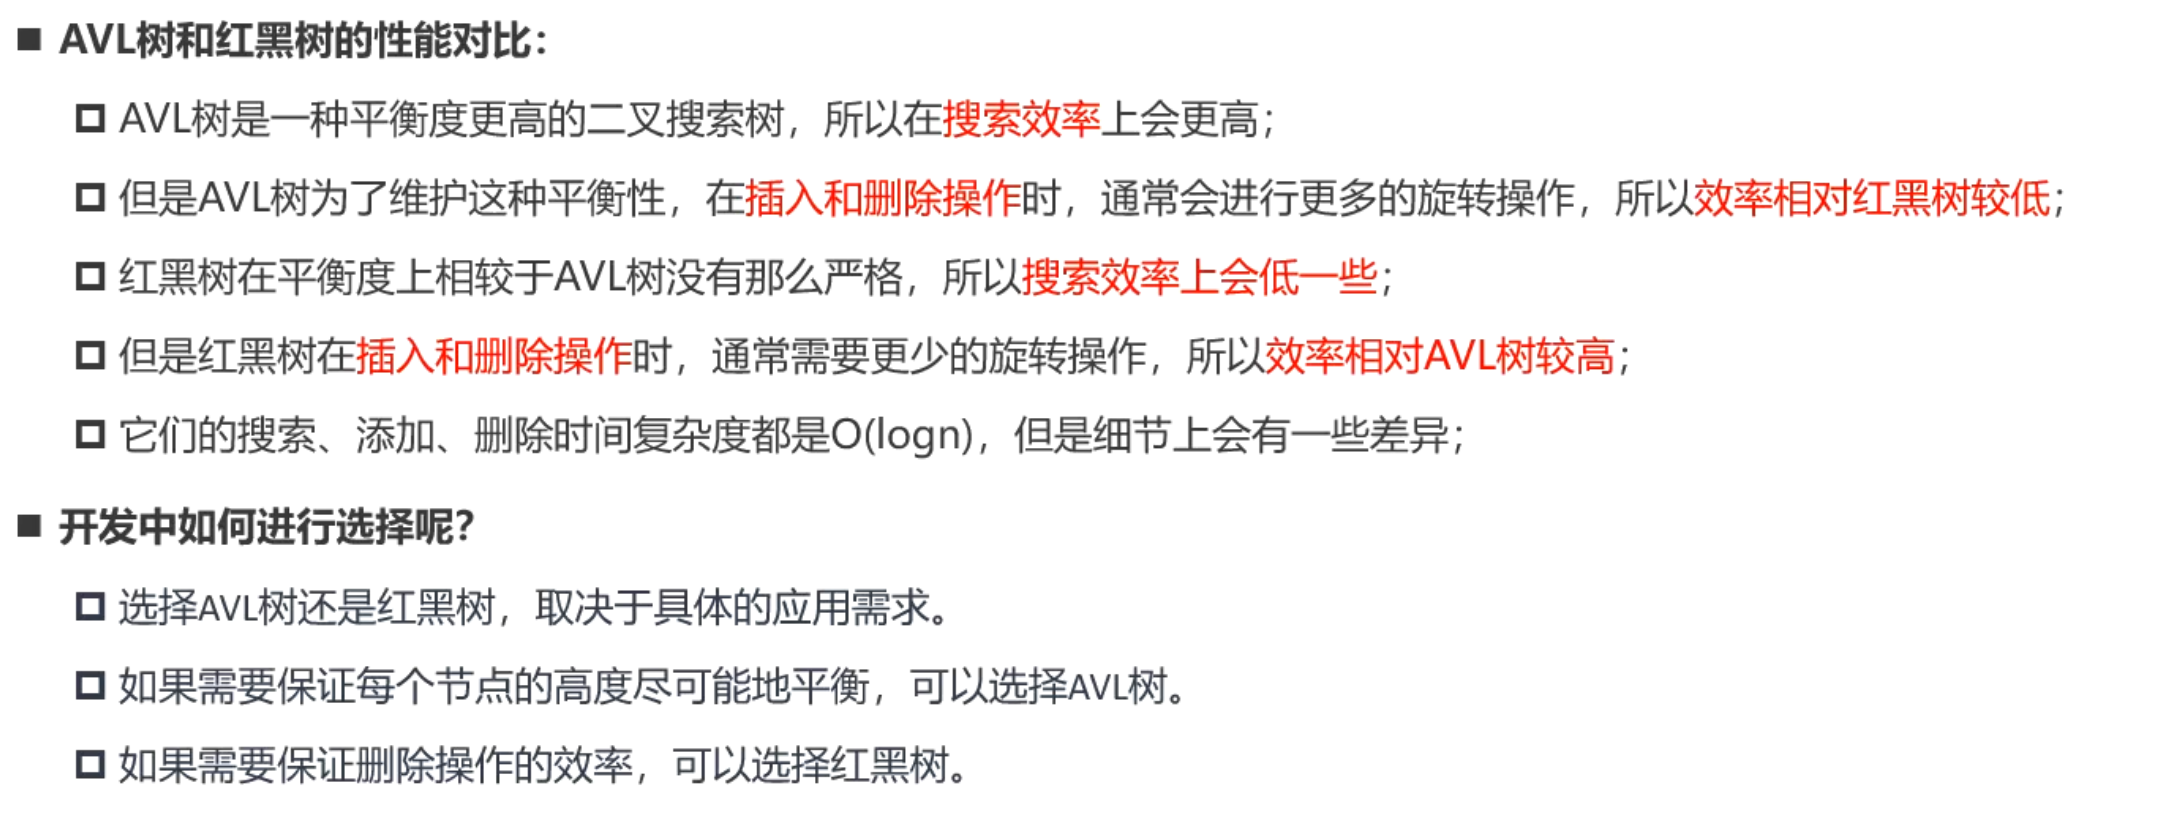 AVL树和红黑树的性能对比：
AVL树是一种平衡度更高的二叉搜索树，所以在搜索效率上会更高；
但是AVL树为了维护这种平衡性，在插入和删除操作时，通常会进行更多的旋转操作，所以效率相对红黑树较低；
红黑树在平衡度上相较于AVL树没有那么严格，所以搜索效率上会低一些；
但是红黑树在插入和删除操作时，通常需要更少的旋转操作，所以效率相对AVL树较高；
它们的搜索、添加、删除时间复杂度都是O(logn)，但是细节上会有一些差异；
开发中如何进行选择呢？
选择AVL树还是红黑树，取决于具体的应用需求。
如果需要保证每个节点的高度尽可能地平衡，可以选择AVL树。
如果需要保证删除操作的效率，可以选择红黑树。